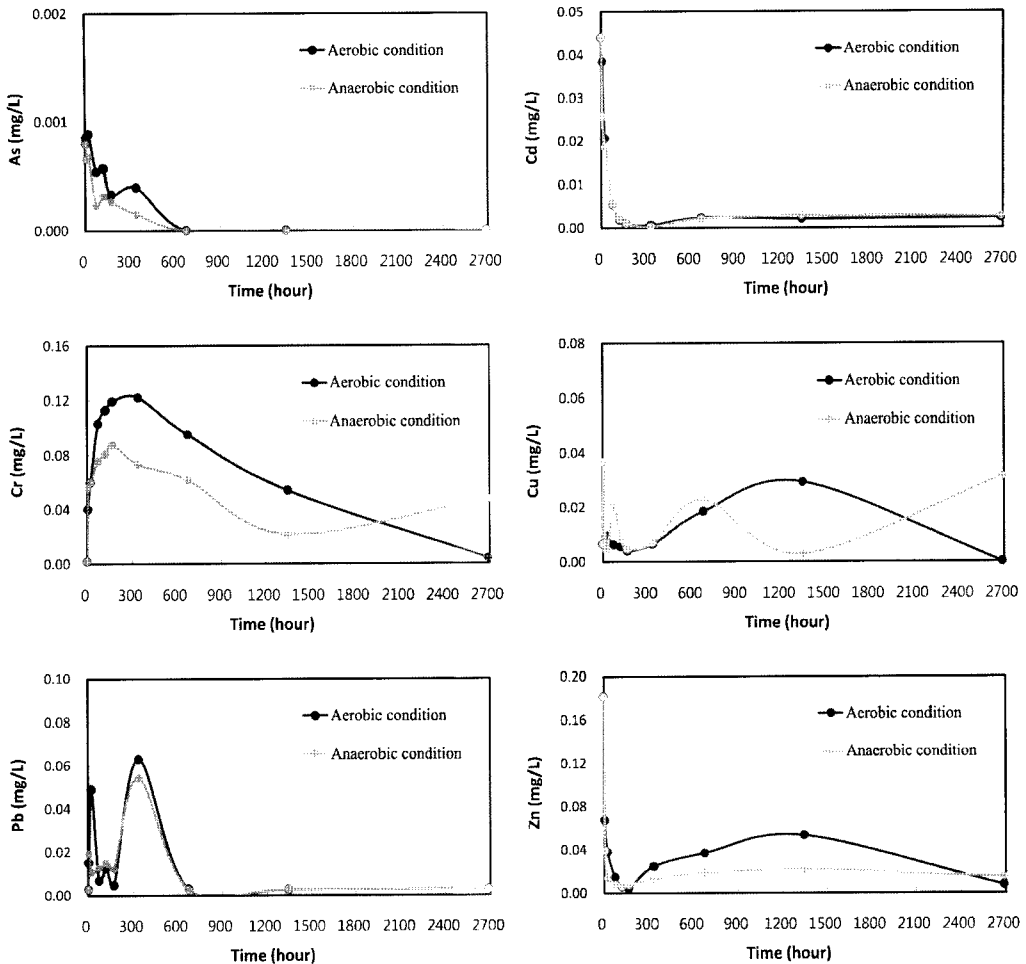 As (mg/L)
0.002
0.001
0.000
Aerobic condition
Anaerobic condition
0 300 600 900 1200 1500 1800 2100 2400 2700
Time (hour)
Cd (mg/L)
0.05
0.04
0.03
0.02
0.01
0.00
Aerobic condition
Anaerobic condition
0 300 600 900 1200 1500 1800 2100 2400 2700
Time (hour)
Cr (mg/L)
0.16
0.12
0.08
0.04
0.00
Aerobic condition
Anaerobic condition
0 300 600 900 1200 1500 1800 2100 2400 2700
Time (hour)
Cu (mg/L)
0.08
0.06
0.04
0.02
0.00
Aerobic condition
Anaerobic condition
0 300 600 900 1200 1500 1800 2100 2400 2700
Time (hour)
Pb (mg/L)
0.10
0.08
0.06
0.04
0.02
0.00
Aerobic condition
Anaerobic condition
0 300 600 900 1200 1500 1800 2100 2400 2700
Time (hour)
Zn (mg/L)
0.20
0.16
0.12
0.08
0.04
0.00
Aerobic condition
Anaerobic condition
0 300 600 900 1200 1500 1800 2100 2400 2700
Time (hour)